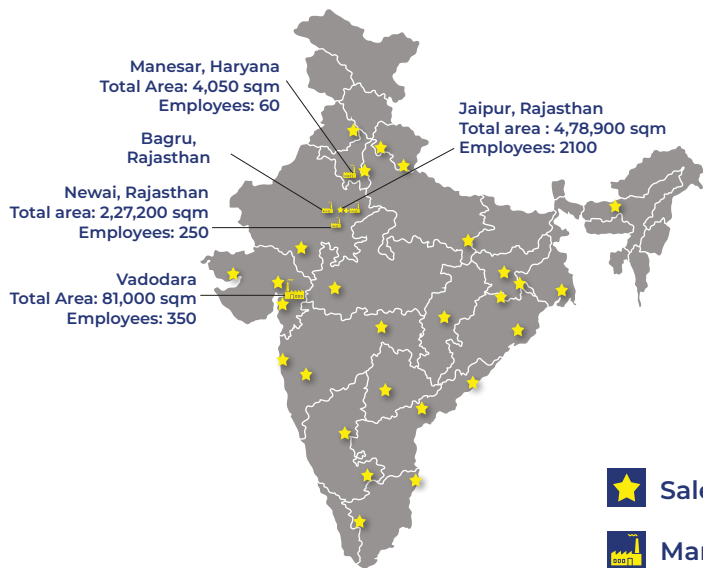 Manesar, Haryana
Total Area: 4,050 sqm
Employees: 60
Jaipur, Rajasthan
Total area : 4,78,900 sqm
Employees: 2100
Bagru,
Rajasthan
Newai, Rajasthan
Total area: 2,27,200 sqm
Employees: 250
Vadodara
Total Area: 81,000 sqm
Employees: 350